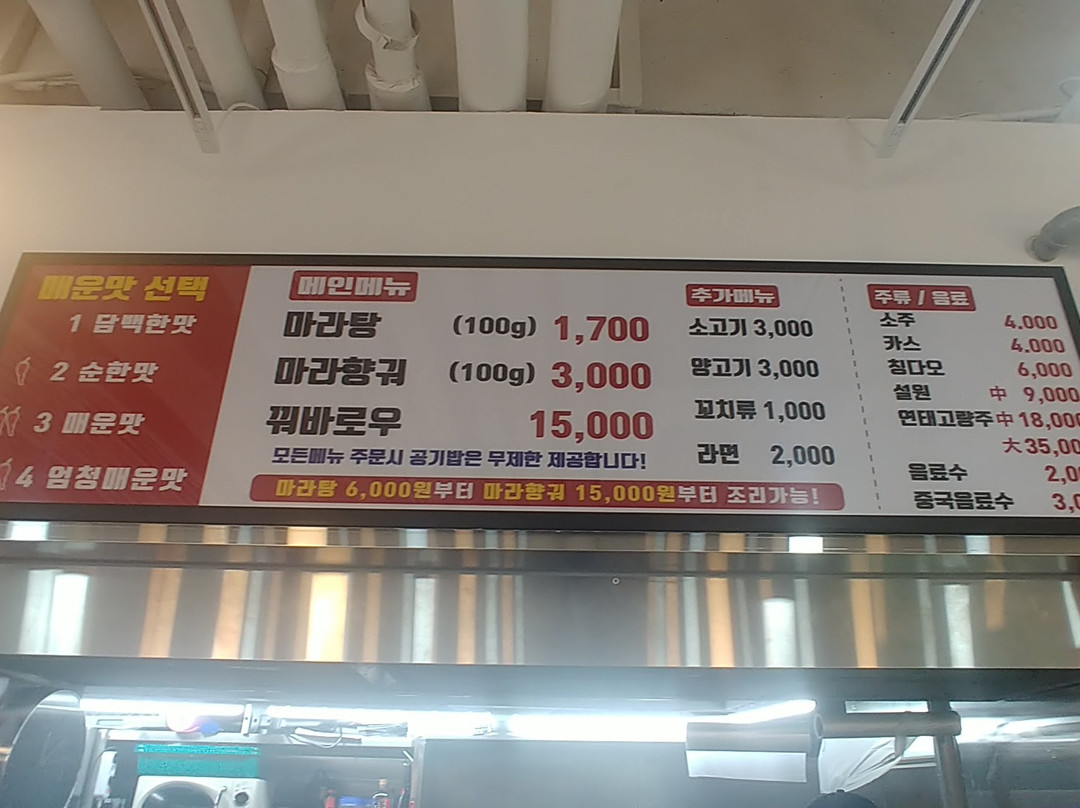 매운맛 선택
1 담백한맛
2 순한맛
3 매운맛
4 엄청매운맛
메인메뉴
마라탕 (100g) 1,700
마라향궈 (100g) 3,000
꿔바로우 15,000
모든메뉴 주문시 공기밥은 무제한 제공합니다!
마라탕 6,000원부터 마라향궈 15,000원부터 조리가능!
추가메뉴
소고기 3,000
양고기 3,000
꼬치류 1,000
라면 2,000
주류 / 음료
소주 4.000
카스 4.000
칭다오 6,000
설원 中 9,000
연태고량주 中 18,000
大 35,00
음료수 2,0
중국음료수 3,0